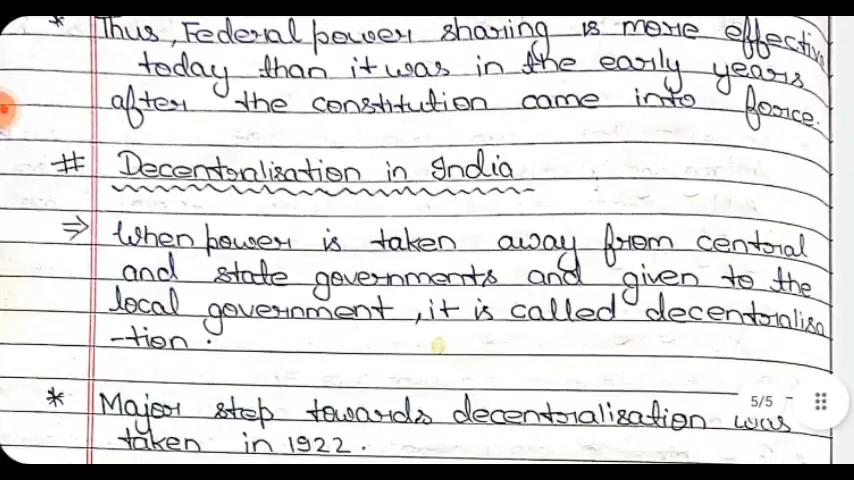 * Thus, Federal power sharing is more effective
today than it was in the early years
after the constitution came into force.
# Decentralisation in India
⇒ When power is taken away from central
and state governments and given to the
local government, it is called decentralisa
-tion.
* Major step towards decentralisation was
taken in 1922.
5/5